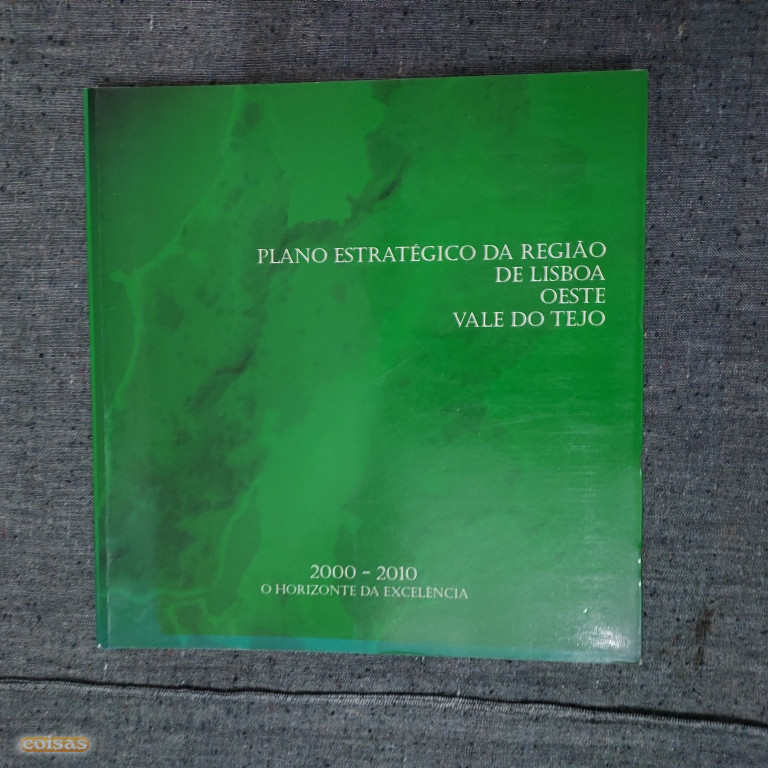 PLANO ESTRATÉGICO DA REGIÃO
DE LISBOA
OESTE
VALE DO TEJO
2000 - 2010
O HORIZONTE DA EXCELÊNCIA
coisas